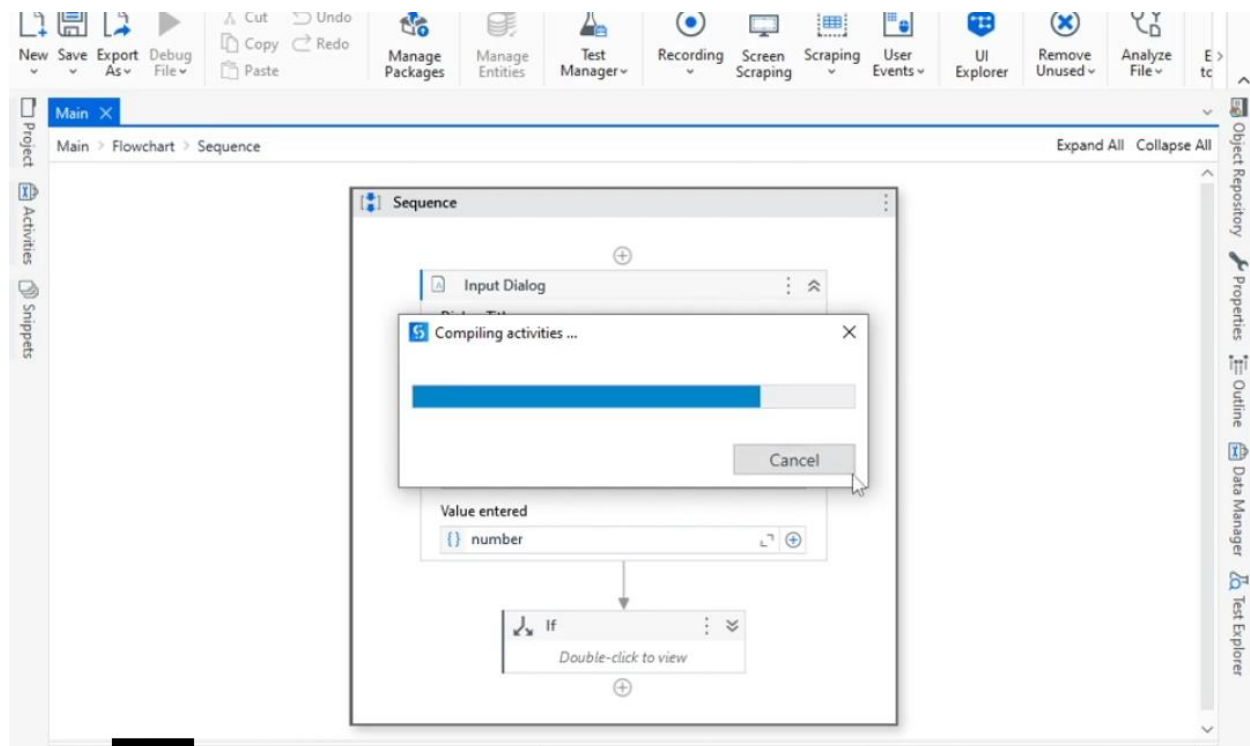 Cut Undo
Copy Redo
Paste
New Save Export As Debug File
Manage Packages
Manage Entities
Test Manager
Recording
Screen Scraping
Scraping
User Events
UI Explorer
Remove Unused
Analyze File
Main
Main > Flowchart > Sequence
Expand All Collapse All
Project
Activities
Snippets
Object Repository
Properties
Outline
Data Manager
Test Explorer
Sequence
Input Dialog
Compiling activities ...
Cancel
Value entered
{} number
If
Double-click to view